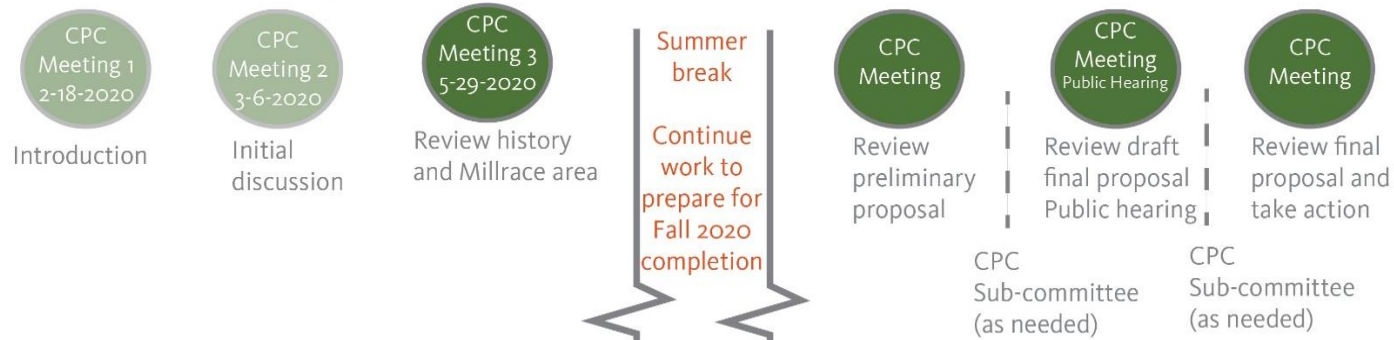 CPC
Meeting 1
2-18-2020
Introduction
CPC
Meeting 2
3-6-2020
Initial
discussion
CPC
Meeting 3
5-29-2020
Review history
and Millrace area
Summer
break
Continue
work to
prepare for
Fall 2020
completion
CPC
Meeting
Review
preliminary
proposal
CPC
Sub-committee
(as needed)
CPC
Meeting
Public Hearing
Review draft
final proposal
Public hearing
CPC
Sub-committee
(as needed)
CPC
Meeting
Review final
proposal and
take action